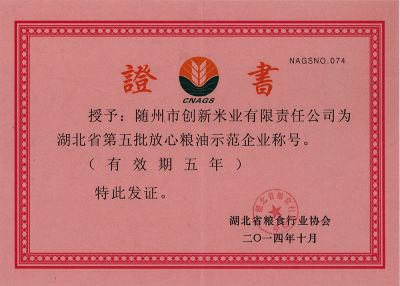 NAGSNO.074
證 書
CNAGS
授予：随州市创新米业有限责任公司为
湖北省第五批放心粮油示范企业称号。
（有效期五年）
特此发证。
湖北省粮食行业协会
二〇一四年十月